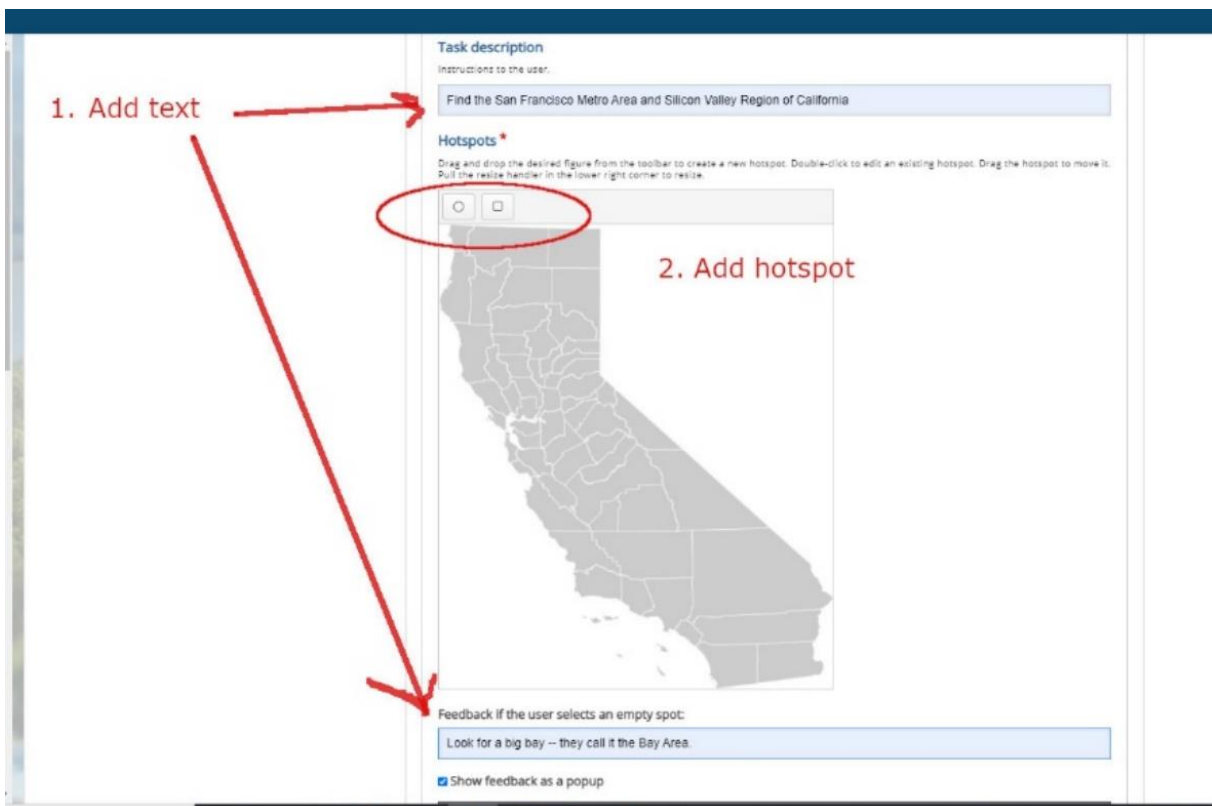 Task description
Instructions to the user.
1. Add text
Find the San Francisco Metro Area and Silicon Valley Region of California
Hotspots *
Drag and drop the desired figure from the toolbar to create a new hotspot. Double-click to edit an existing hotspot. Drag the hotspot to move it.
Pull the resize handler in the lower right corner to resize.
2. Add hotspot
Feedback if the user selects an empty spot:
Look for a big bay -- they call it the Bay Area.
Show feedback as a popup